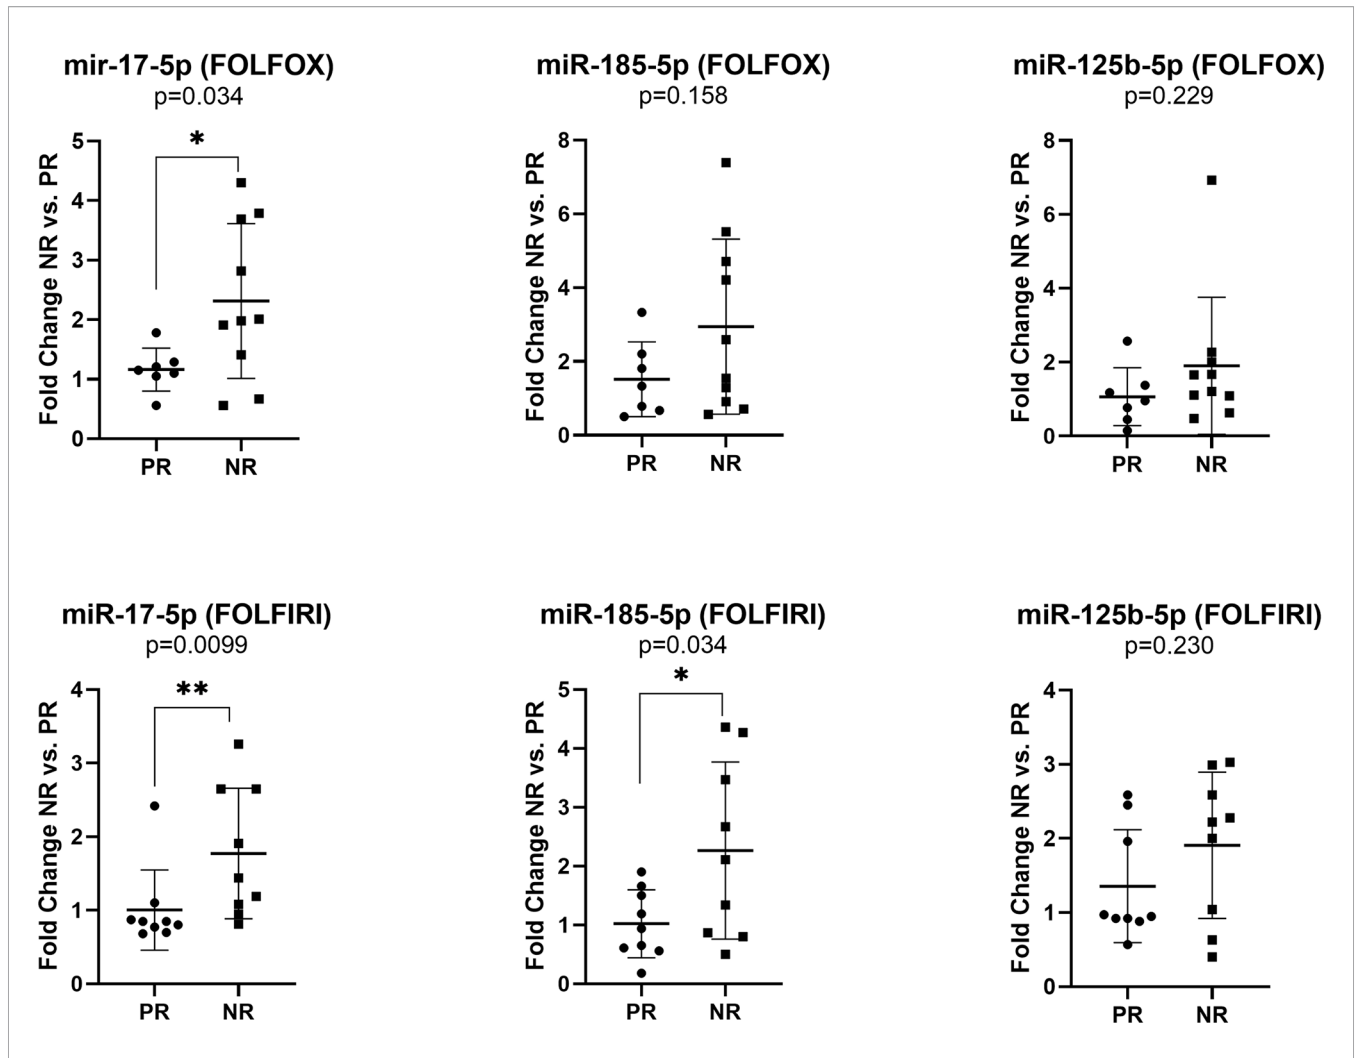 mir-17-5p (FOLFOX)
p=0.034
*
Fold Change NR vs. PR
5
4
3
2
1
0
PR NR
miR-185-5p (FOLFOX)
p=0.158
Fold Change NR vs. PR
8
6
4
2
0
PR NR
miR-125b-5p (FOLFOX)
p=0.229
Fold Change NR vs. PR
8
6
4
2
0
PR NR
miR-17-5p (FOLFIRI)
p=0.0099
**
Fold Change NR vs. PR
4
3
2
1
0
PR NR
miR-185-5p (FOLFIRI)
p=0.034
*
Fold Change NR vs. PR
5
4
3
2
1
0
PR NR
miR-125b-5p (FOLFIRI)
p=0.230
Fold Change NR vs. PR
4
3
2
1
0
PR NR